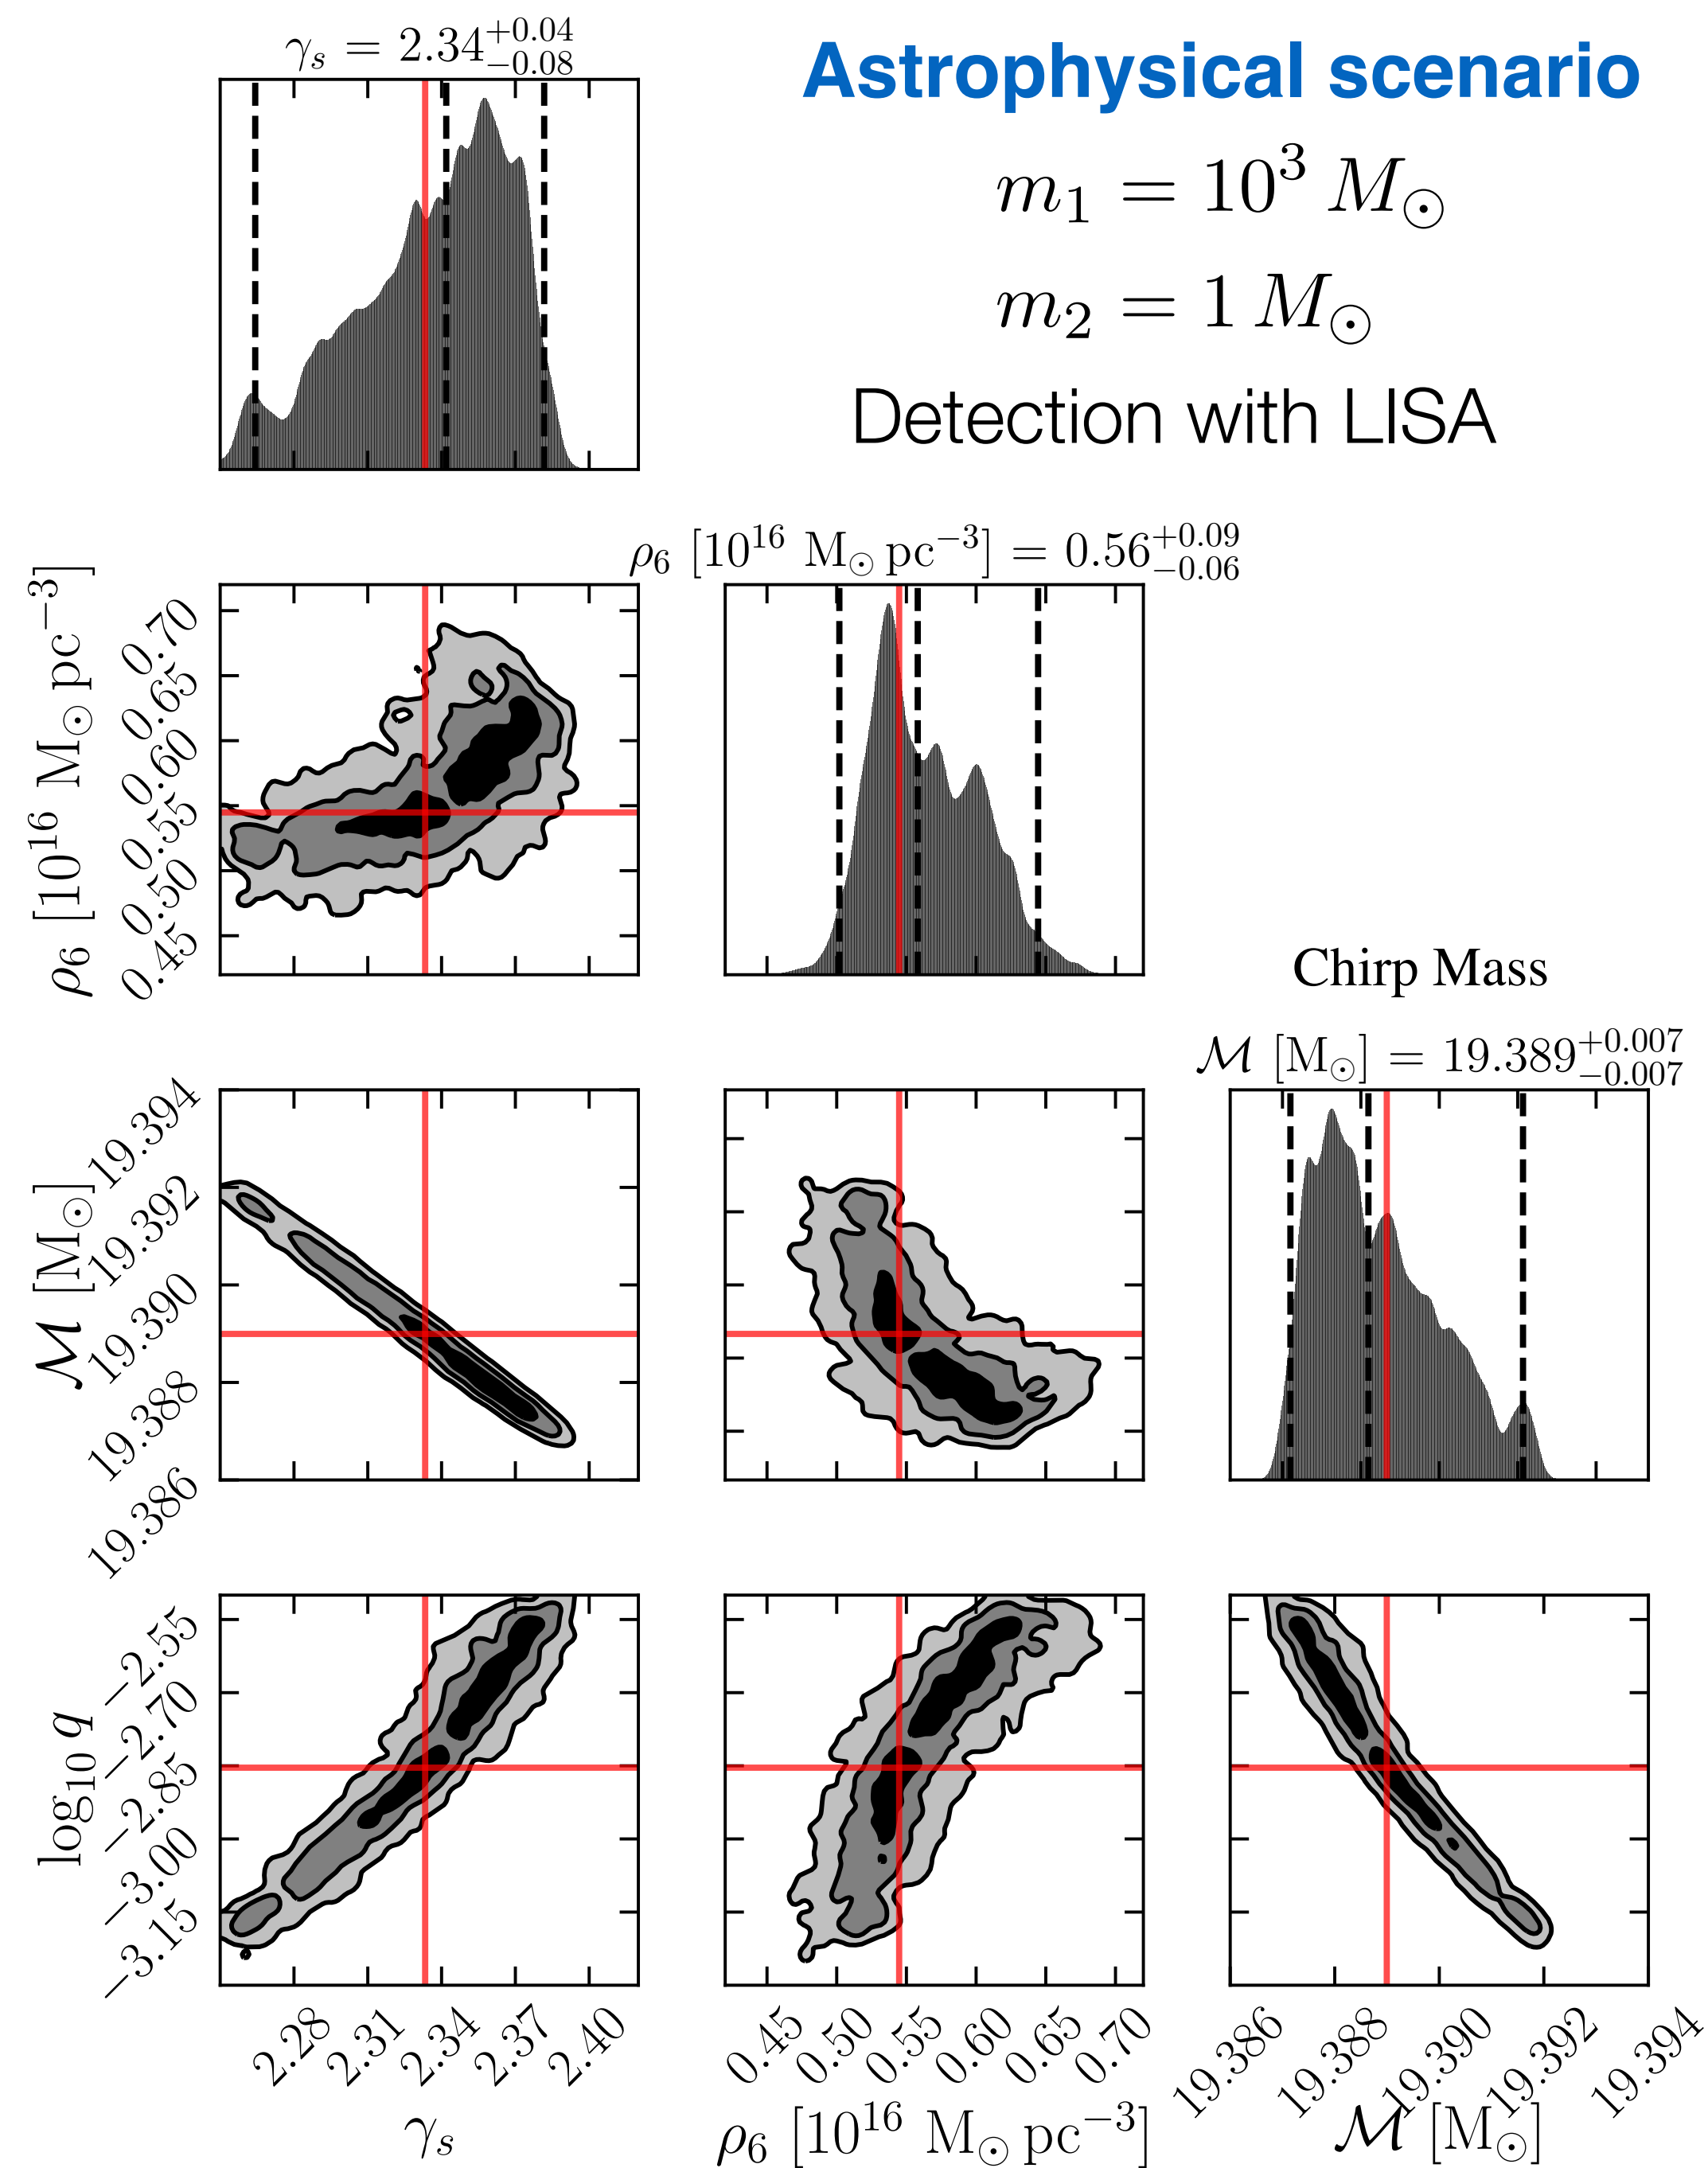 γₛ = 2.34⁺⁰·⁰⁴₋₀.₀₈
Astrophysical scenario
m₁ = 10³ M⊙
m₂ = 1 M⊙
Detection with LISA
ρ₆ [10¹⁶ M⊙ pc⁻³] = 0.56⁺⁰·⁰⁹₋₀.₀₆
ρ₆ [10¹⁶ M⊙ pc⁻³]
0.70
0.65
0.60
0.55
0.50
0.45
Chirp Mass
ℳ [M⊙] = 19.389⁺⁰·⁰⁰⁷₋₀.₀₀₇
ℳ [M⊙]
19.394
19.392
19.390
19.388
19.386
log₁₀ q
−2.55
−2.70
−2.85
−3.00
−3.15
2.28 2.31 2.34 2.37 2.40
γₛ
0.45 0.50 0.55 0.60 0.65 0.70
ρ₆ [10¹⁶ M⊙ pc⁻³]
19.386 19.388 19.390 19.392 19.394
ℳ [M⊙]